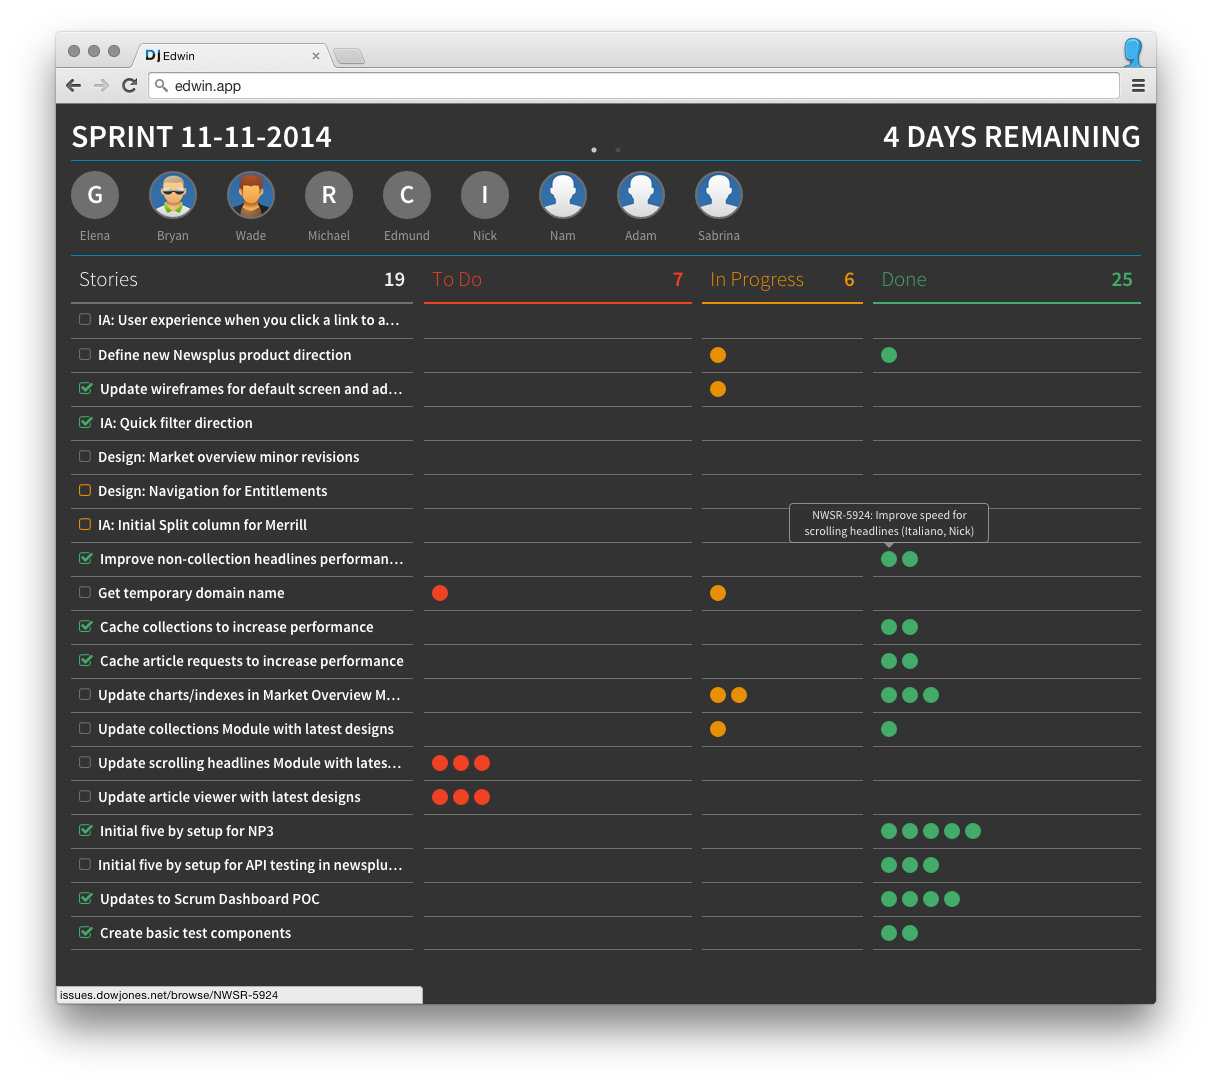 Dj Edwin
edwin.app
SPRINT 11-11-2014
4 DAYS REMAINING
G
R
C
I
Elena
Bryan
Wade
Michael
Edmund
Nick
Nam
Adam
Sabrina
Stories 19
To Do 7
In Progress 6
Done 25
IA: User experience when you click a link to a…
Define new Newsplus product direction
Update wireframes for default screen and ad…
IA: Quick filter direction
Design: Market overview minor revisions
Design: Navigation for Entitlements
NWSR-5924: Improve speed for
scrolling headlines (Italiano, Nick)
IA: Initial Split column for Merrill
Improve non-collection headlines performan…
Get temporary domain name
Cache collections to increase performance
Cache article requests to increase performance
Update charts/indexes in Market Overview M…
Update collections Module with latest designs
Update scrolling headlines Module with lates…
Update article viewer with latest designs
Initial five by setup for NP3
Initial five by setup for API testing in newsplu…
Updates to Scrum Dashboard POC
Create basic test components
issues.dowjones.net/browse/NWSR-5924